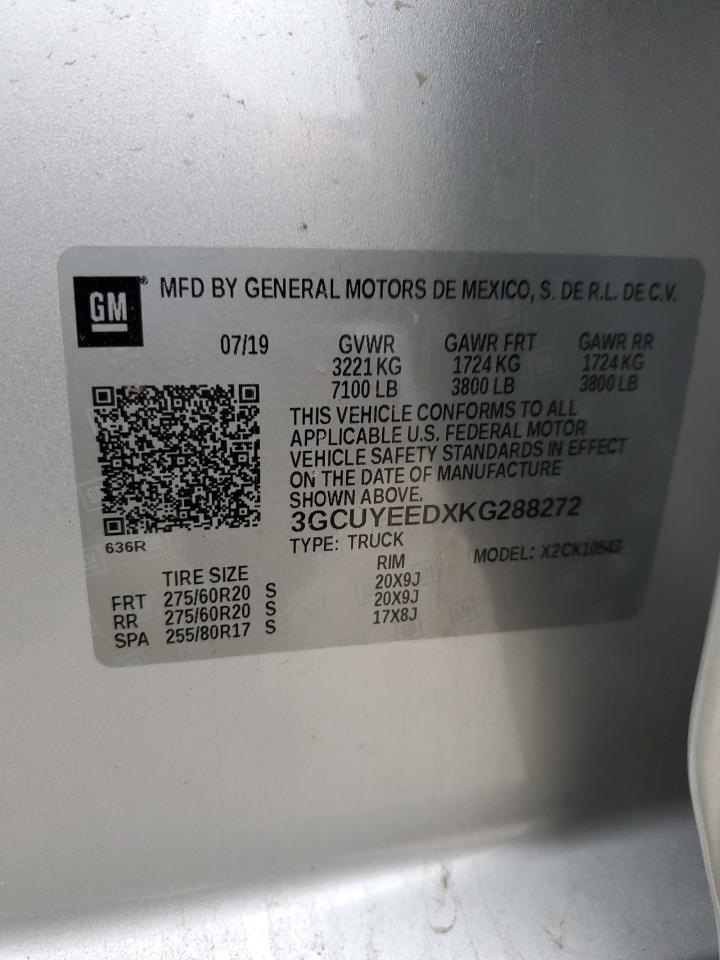 GM® MFD BY GENERAL MOTORS DE MEXICO, S. DE R.L. DE C.V.
07/19 GVWR GAWR FRT GAWR RR
3221 KG 1724 KG 1724 KG
7100 LB 3800 LB 3800 LB
THIS VEHICLE CONFORMS TO ALL
APPLICABLE U.S. FEDERAL MOTOR
VEHICLE SAFETY STANDARDS IN EFFECT
ON THE DATE OF MANUFACTURE
SHOWN ABOVE.
3GCUYEEDXKG288272
636R TYPE: TRUCK MODEL: X2CK10543
TIRE SIZE RIM
FRT 275/60R20 S 20X9J
RR 275/60R20 S 20X9J
SPA 255/80R17 S 17X8J